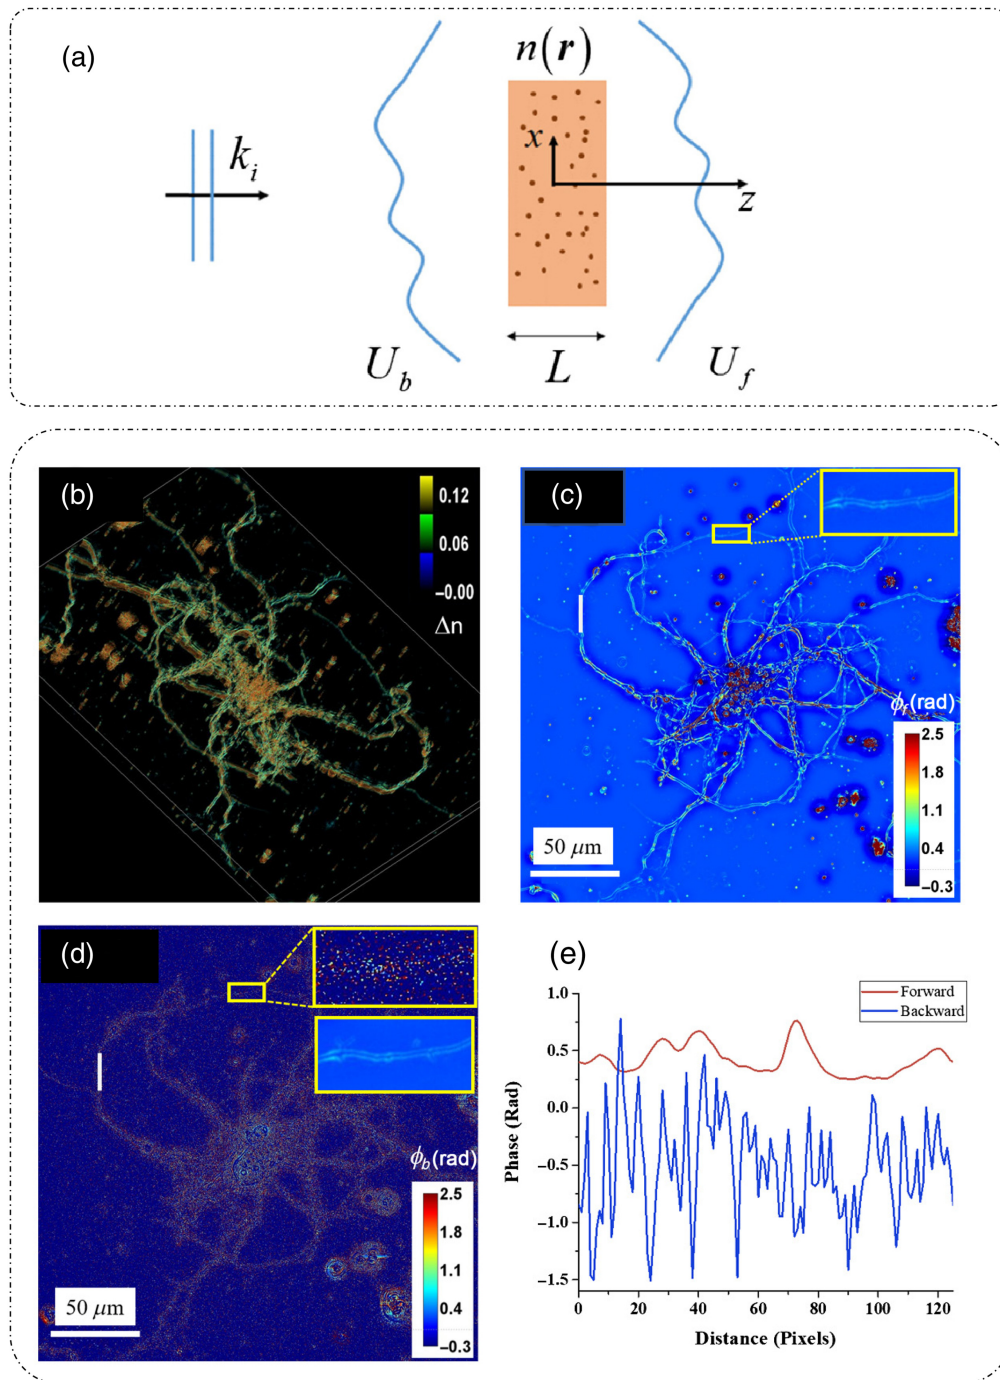 (a)
n(r)
x
k_i
z
U_b
L
U_f
(b)
0.12
0.06
−0.00
Δn
(c)
ϕ_f(rad)
2.5
1.8
1.1
0.4
−0.3
50 μm
(d)
ϕ_b(rad)
2.5
1.8
1.1
0.4
−0.3
50 μm
(e)
Forward
Backward
1.0
0.5
0.0
−0.5
−1.0
−1.5
Phase (Rad)
0 20 40 60 80 100 120
Distance (Pixels)